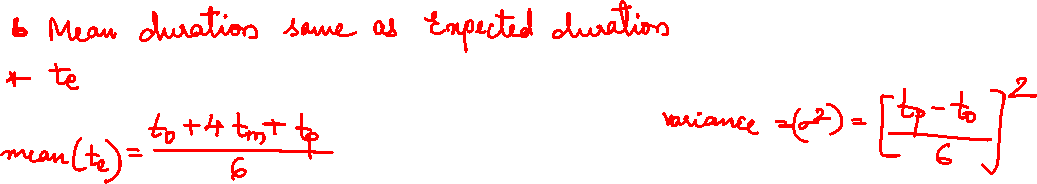 • Mean duration same as Expected duration
* te
mean(te) = (to + 4 tm + tp) / 6
variance = (σ²) = [(tp - to) / 6]²